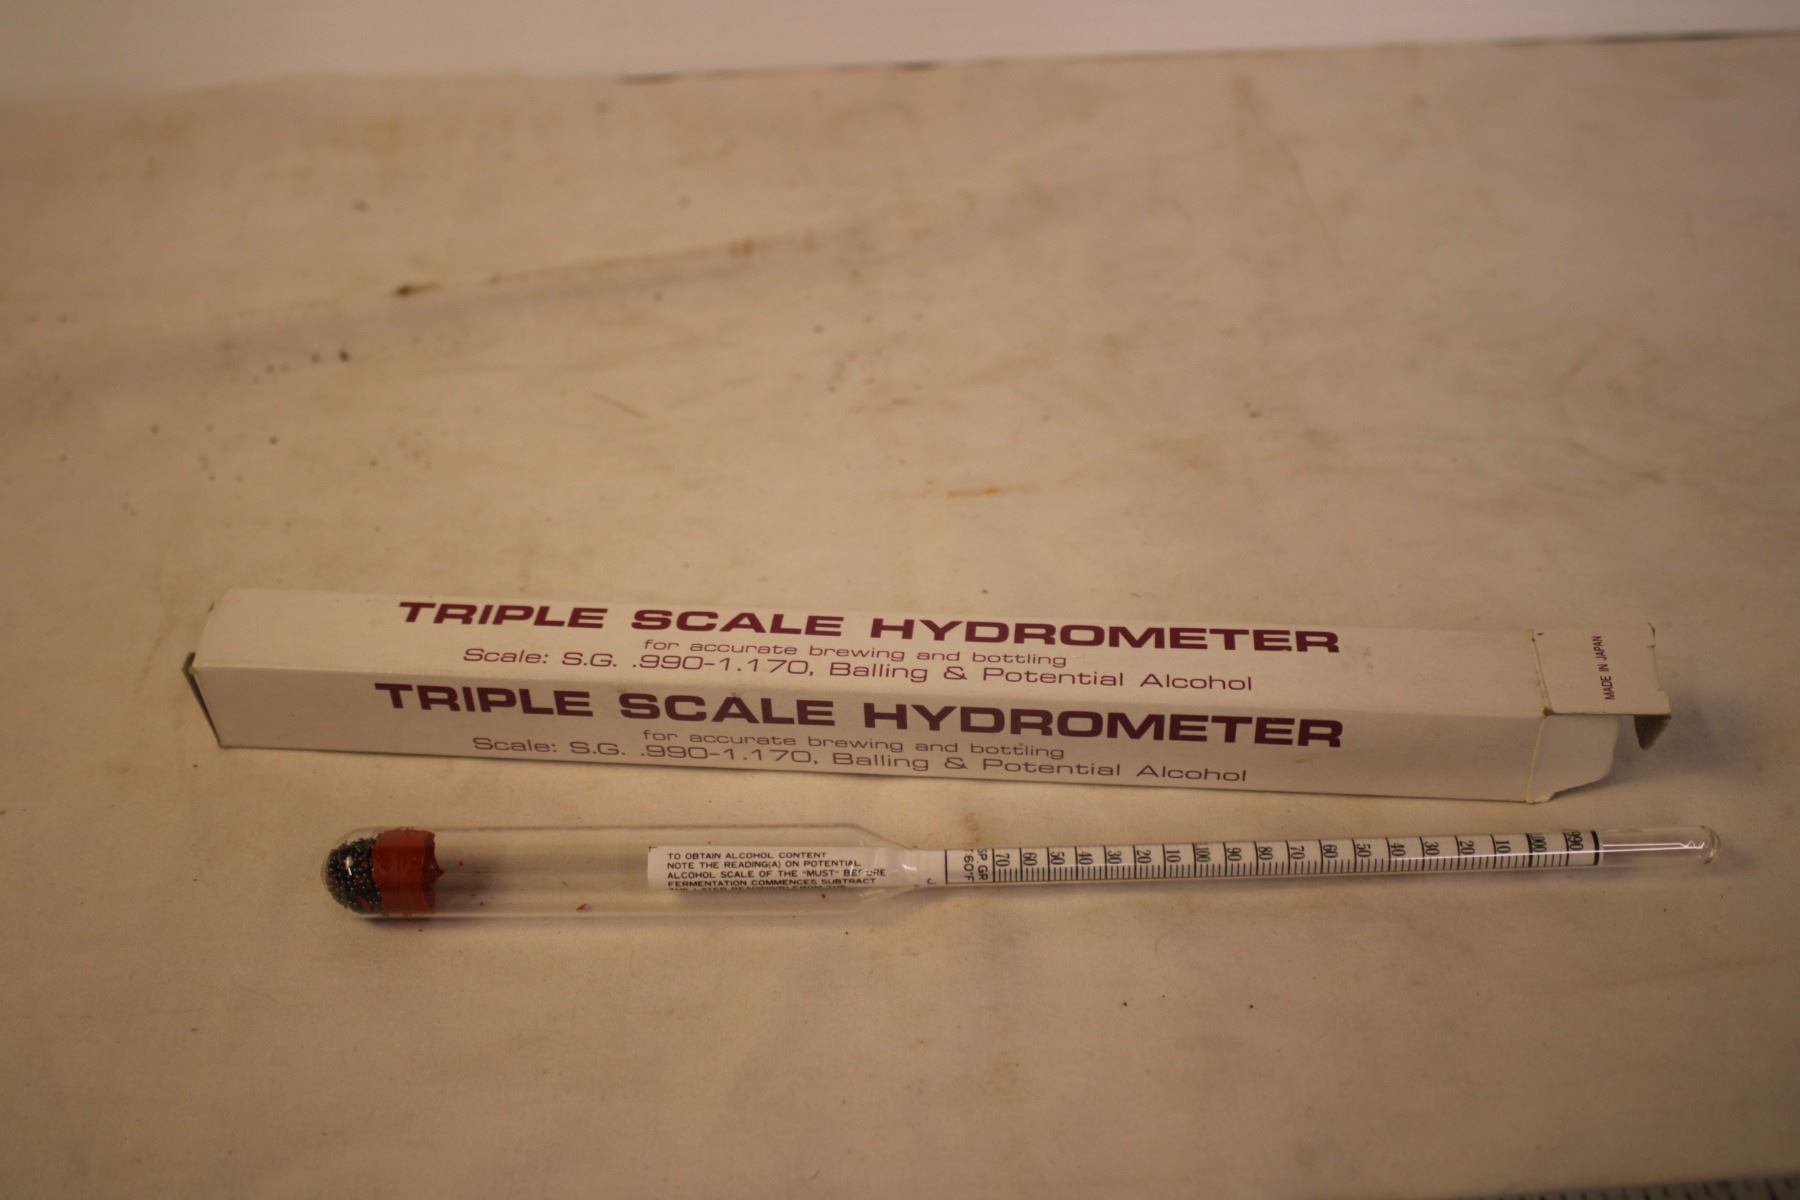 TRIPLE SCALE HYDROMETER
for accurate brewing and bottling
Scale: S.G. .990-1.170, Balling & Potential Alcohol
MADE IN JAPAN
TRIPLE SCALE HYDROMETER
for accurate brewing and bottling
Scale: S.G. .990-1.170, Balling & Potential Alcohol
TO OBTAIN ALCOHOL CONTENT
NOTE THE READING(A) ON POTENTIAL
ALCOHOL SCALE OF THE "MUST" BEFORE
FERMENTATION COMMENCES SUBTRACT
SP GR
60°F
70 60 50 40 30 20 10 100 90 80 70 60 50 40 30 20 10 990